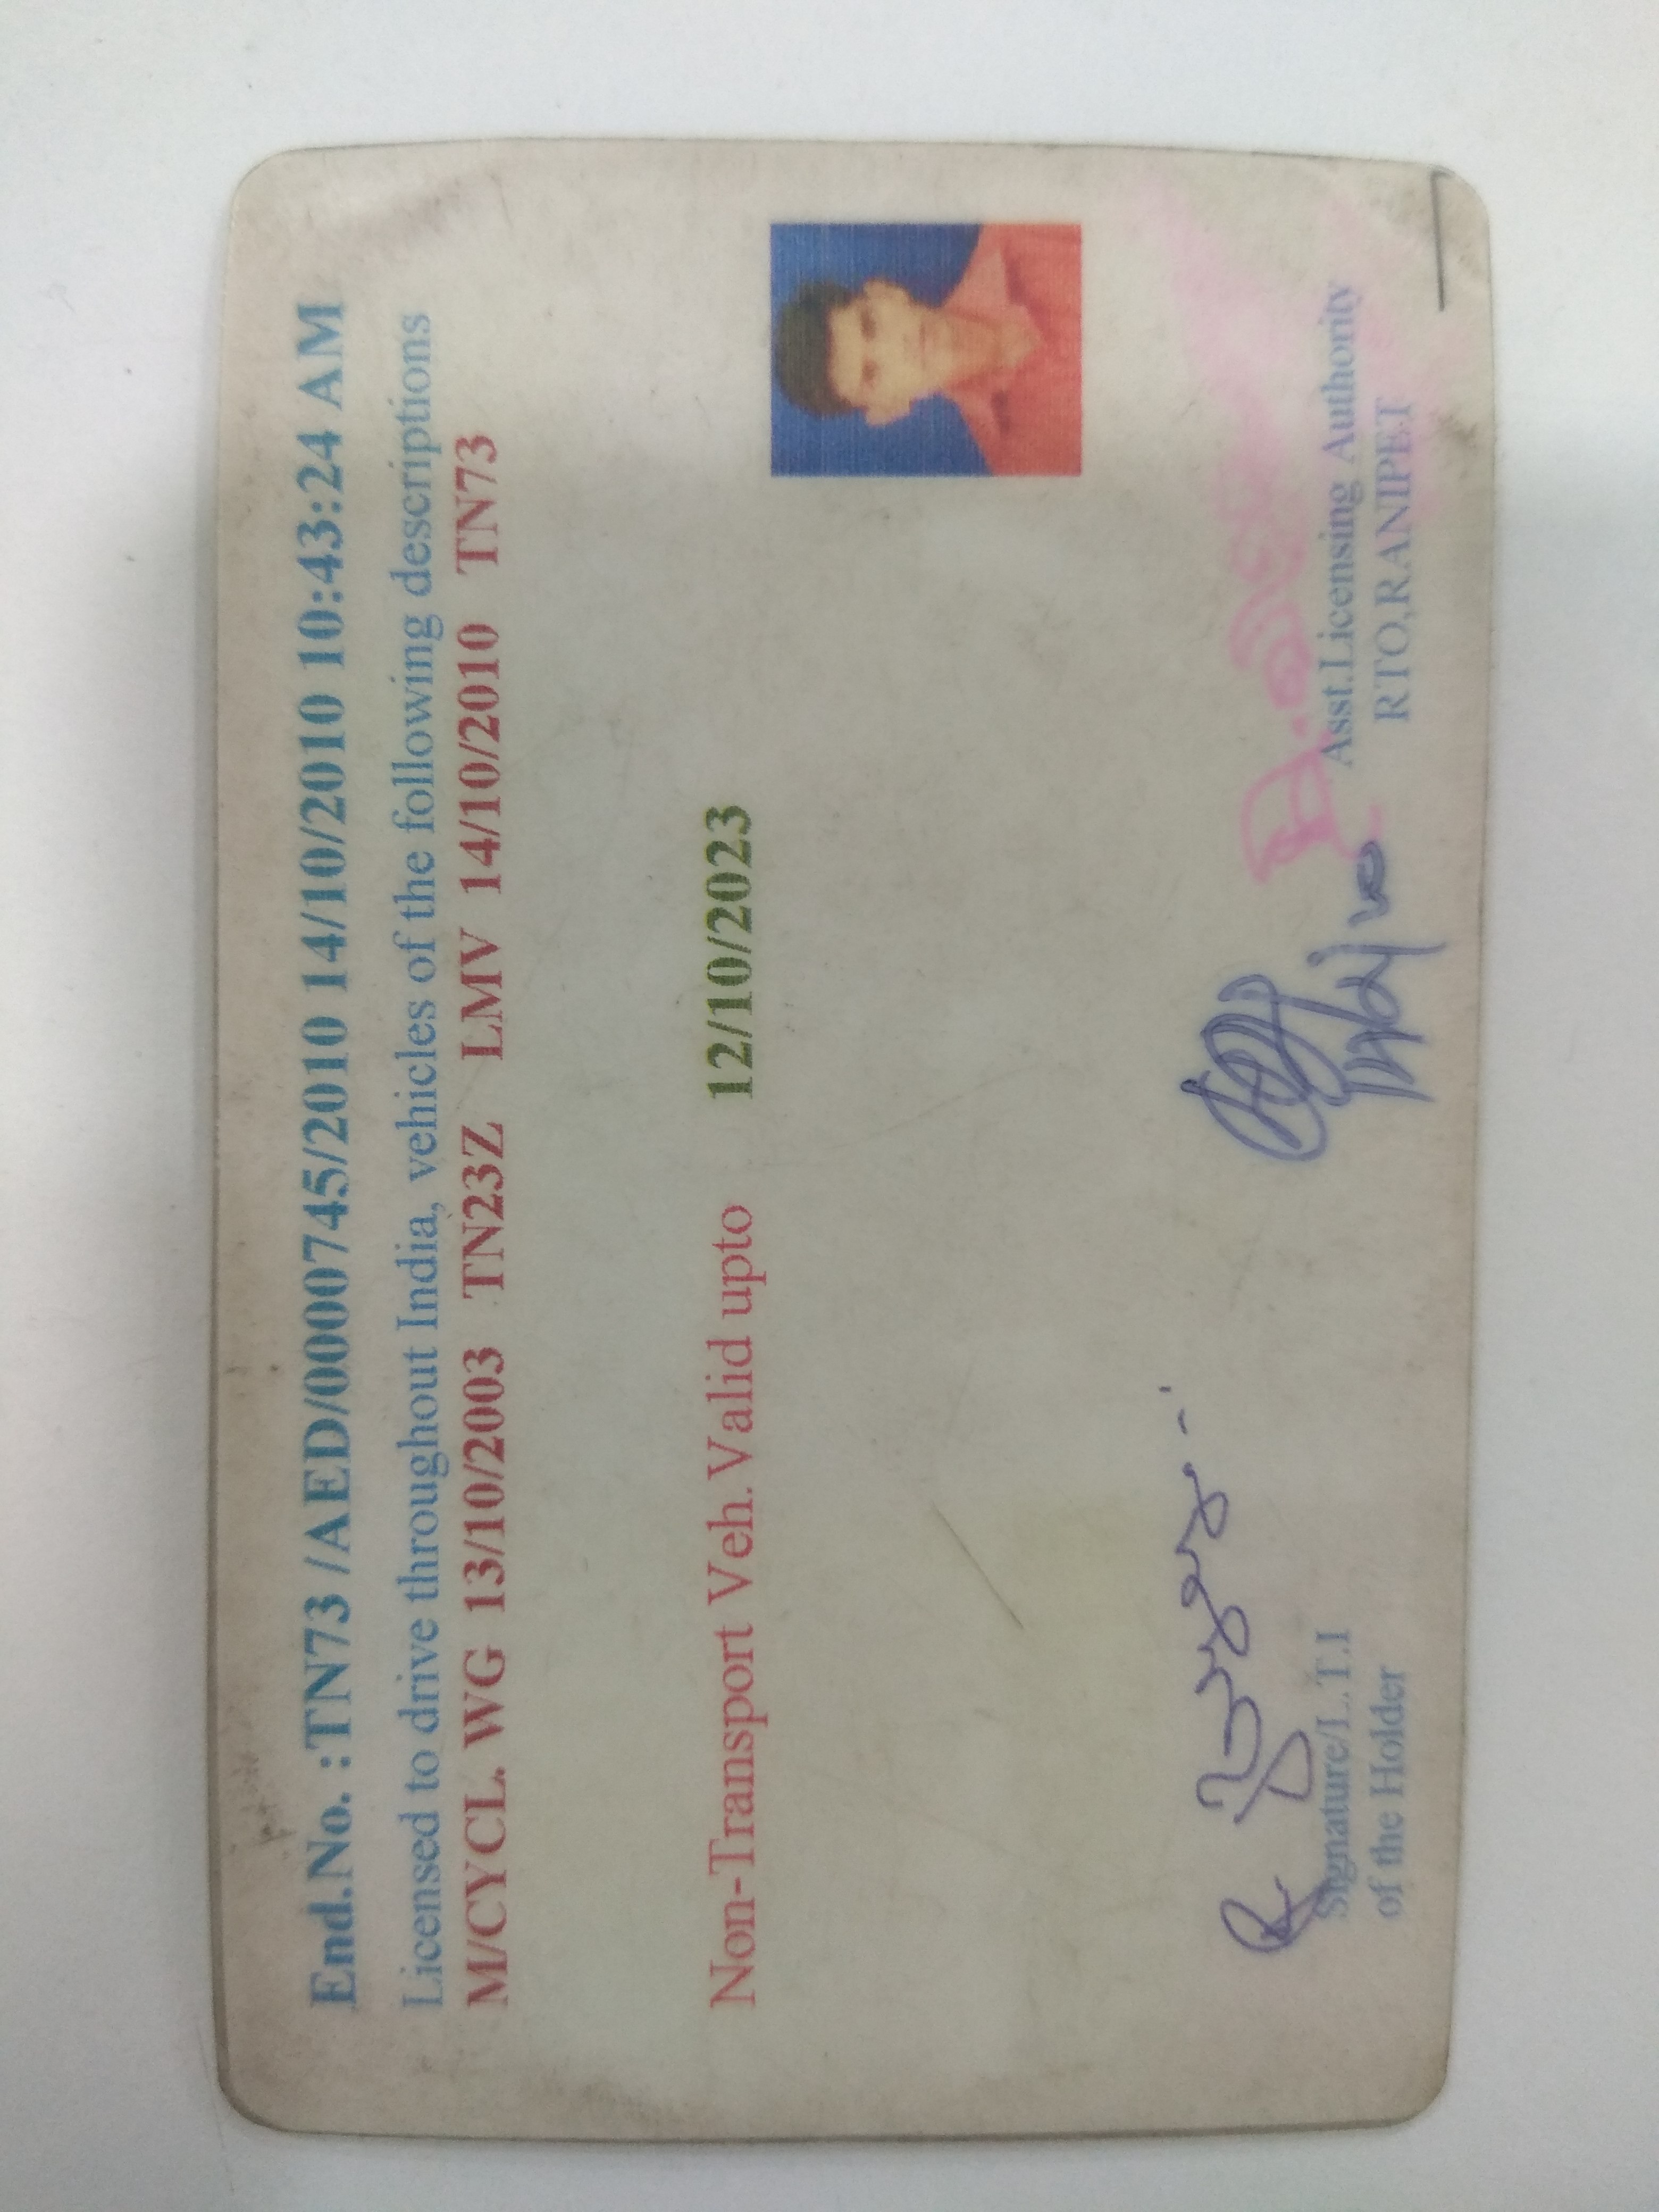 End.No. :TN73 /AED/0000745/2010 14/10/2010 10:43:24 AM
Licensed to drive throughout India, vehicles of the following descriptions
M/CYCL. WG 13/10/2003 TN23Z LMV 14/10/2010 TN73
Non-Transport Veh. Valid upto 12/10/2023
Signature/L.T.I
of the Holder
Asst.Licensing Authority
RTO,RANIPET